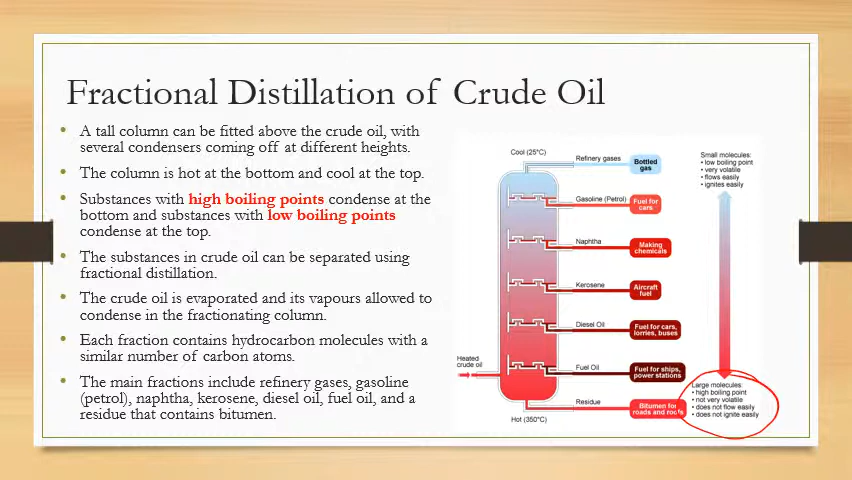 Fractional Distillation of Crude Oil
A tall column can be fitted above the crude oil, with
several condensers coming off at different heights.
The column is hot at the bottom and cool at the top.
Substances with high boiling points condense at the
bottom and substances with low boiling points
condense at the top.
The substances in crude oil can be separated using
fractional distillation.
The crude oil is evaporated and its vapours allowed to
condense in the fractionating column.
Each fraction contains hydrocarbon molecules with a
similar number of carbon atoms.
The main fractions include refinery gases, gasoline
(petrol), naphtha, kerosene, diesel oil, fuel oil, and a
residue that contains bitumen.
Cool (25°C)
Refinery gases
Bottled
gas
Gasoline (Petrol)
Fuel for
cars
Naphtha
Making
chemicals
Kerosene
Aircraft
fuel
Diesel Oil
Fuel for cars,
lorries, buses
Heated
crude oil
Fuel Oil
Fuel for ships,
power stations
Residue
Bitumen for
roads and roofs
Hot (350°C)
Small molecules:
• low boiling point
• very volatile
• flows easily
• ignites easily
Large molecules:
• high boiling point
• not very volatile
• does not flow easily
• does not ignite easily